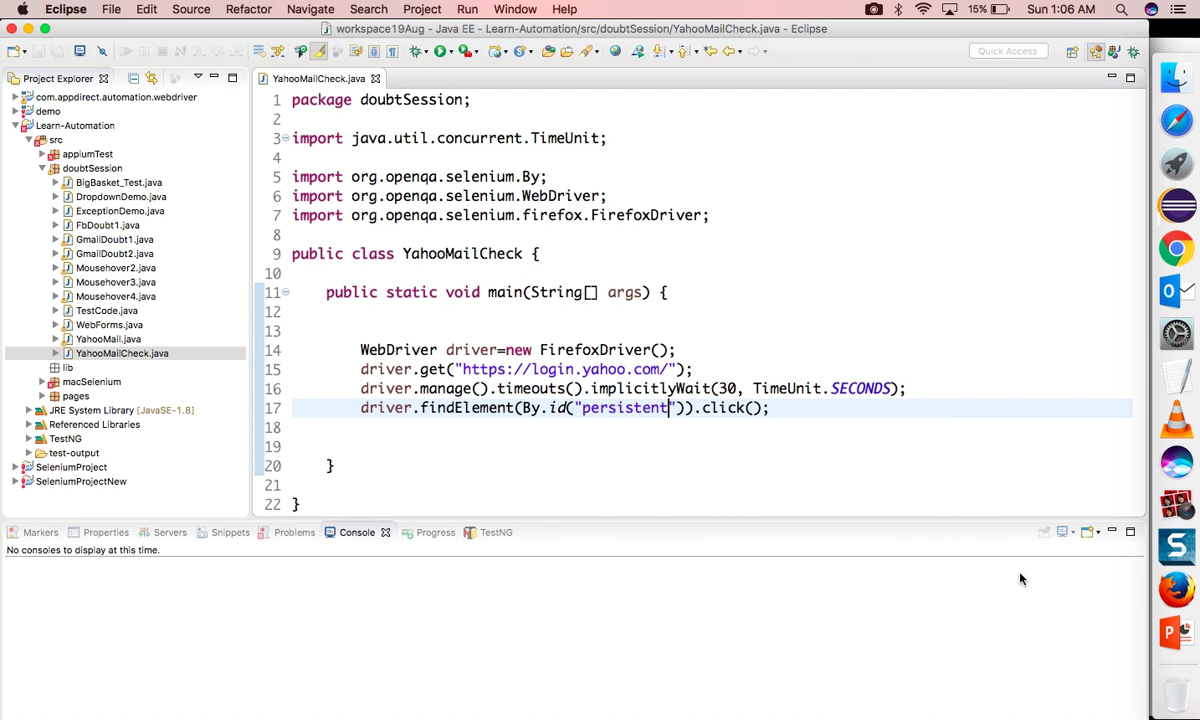 Eclipse File Edit Source Refactor Navigate Search Project Run Window Help 15% Sun 1:06 AM
workspace19Aug - Java EE - Learn-Automation/src/doubtSession/YahooMailCheck.java - Eclipse
Quick Access
Project Explorer
com.appdirect.automation.webdriver
demo
Learn-Automation
src
appiumTest
doubtSession
BigBasket_Test.java
DropdownDemo.java
ExceptionDemo.java
FbDoubt1.java
GmailDoubt1.java
GmailDoubt2.java
Mousehover2.java
Mousehover3.java
Mousehover4.java
TestCode.java
WebForms.java
YahooMail.java
YahooMailCheck.java
lib
macSelenium
pages
JRE System Library [JavaSE-1.8]
Referenced Libraries
TestNG
test-output
SeleniumProject
SeleniumProjectNew
YahooMailCheck.java
1 package doubtSession;
2
3 import java.util.concurrent.TimeUnit;
4
5 import org.openqa.selenium.By;
6 import org.openqa.selenium.WebDriver;
7 import org.openqa.selenium.firefox.FirefoxDriver;
8
9 public class YahooMailCheck {
10
11 public static void main(String[] args) {
12
13
14 WebDriver driver=new FirefoxDriver();
15 driver.get("https://login.yahoo.com/");
16 driver.manage().timeouts().implicitlyWait(30, TimeUnit.SECONDS);
17 driver.findElement(By.id("persistent")).click();
18
19
20 }
21
22 }
Markers Properties Servers Snippets Problems Console Progress TestNG
No consoles to display at this time.